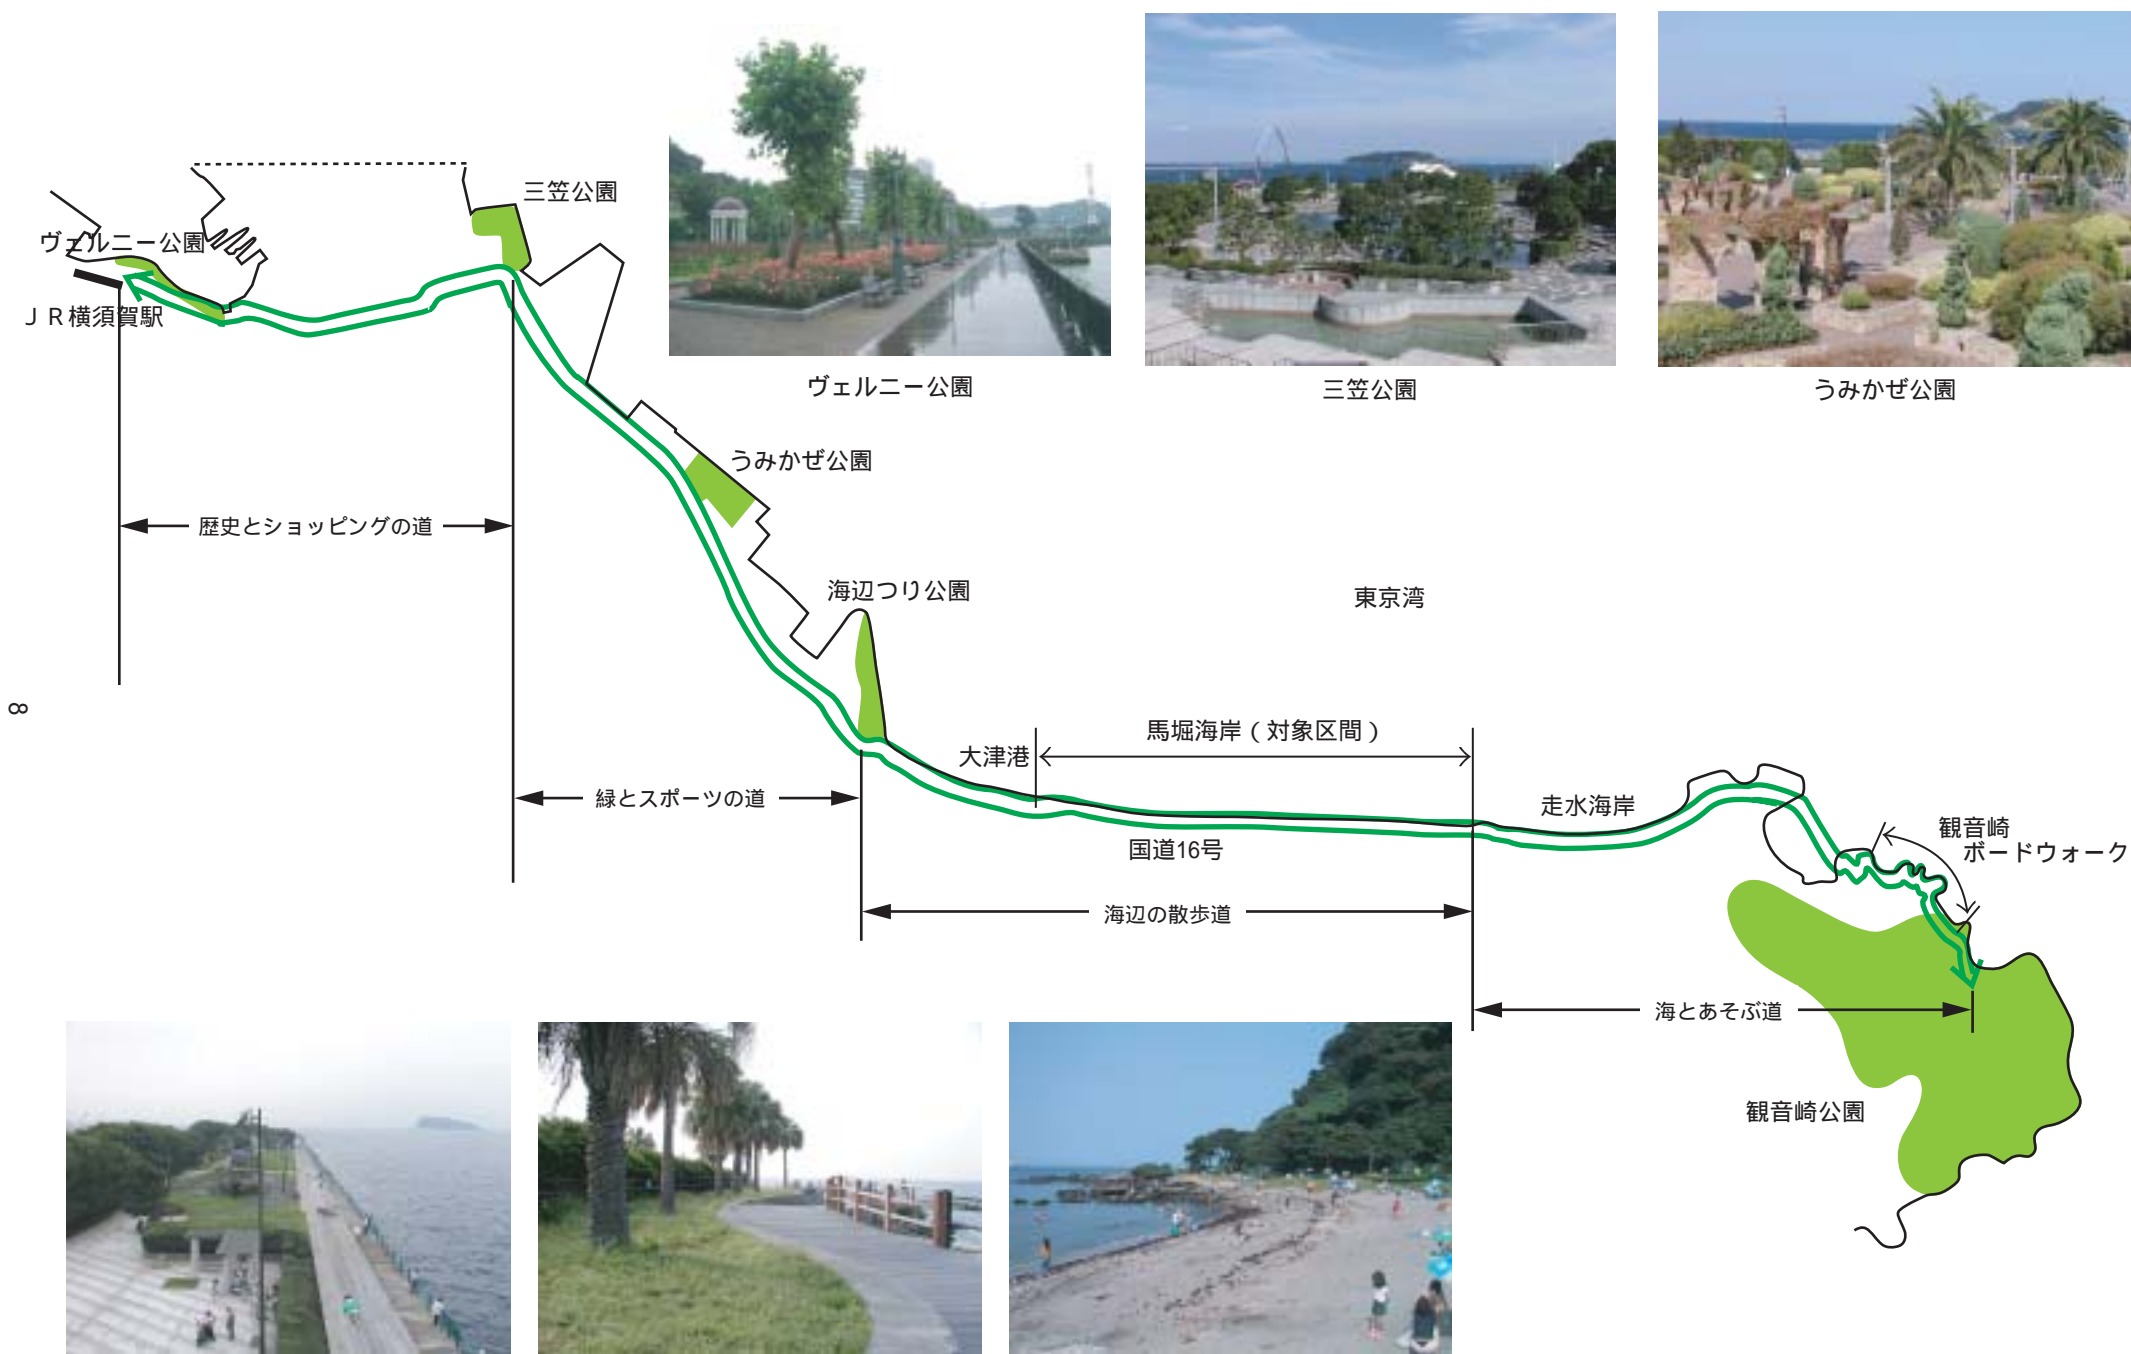 三笠公園
ヴェルニー公園
JR横須賀駅
ヴェルニー公園
三笠公園
うみかぜ公園
うみかぜ公園
歴史とショッピングの道
海辺つり公園
東京湾
8
馬堀海岸(対象区間)
大津港
緑とスポーツの道
走水海岸
国道16号
観音崎
ボードウォーク
海辺の散歩道
海とあそぶ道
観音崎公園